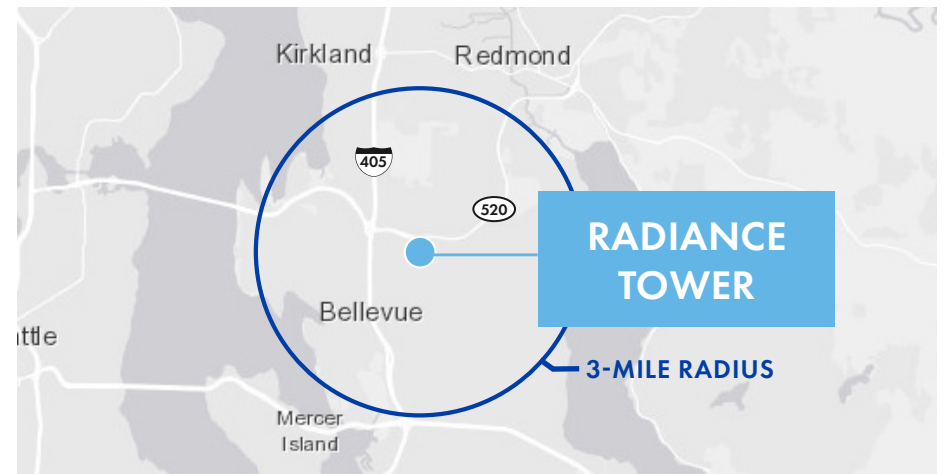 Kirkland
Redmond
405
520
RADIANCE
TOWER
Bellevue
ttle
3-MILE RADIUS
Mercer
Island